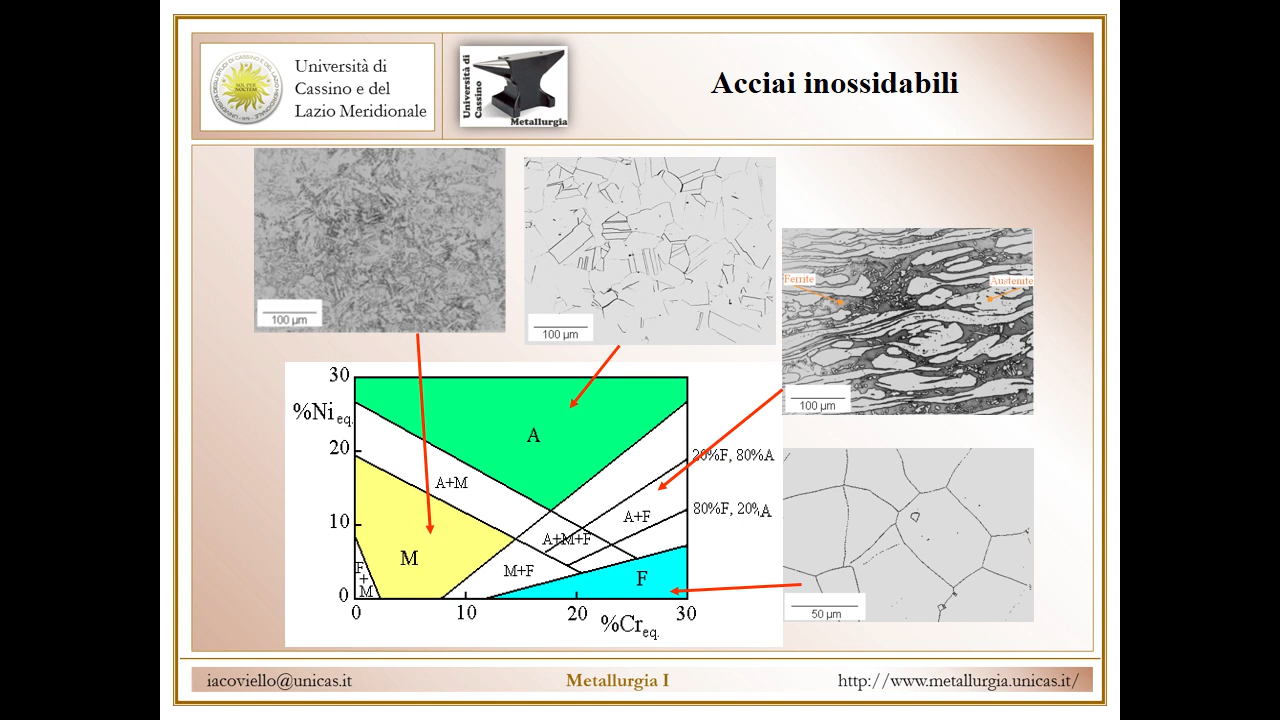 Università di
Cassino e del
Lazio Meridionale
Università di
Cassino
Metallurgia
Acciai inossidabili
100 µm
100 µm
Ferrite
Austenite
100 µm
50 µm
30
%Ni eq.
20
10
0
A
A+M
20%F, 80%A
80%F, 20%A
A+F
A+M+F
M
M+F
F
F
+
M
0
10
20
30
%Cr eq.
iacoviello@unicas.it
Metallurgia I
http://www.metallurgia.unicas.it/